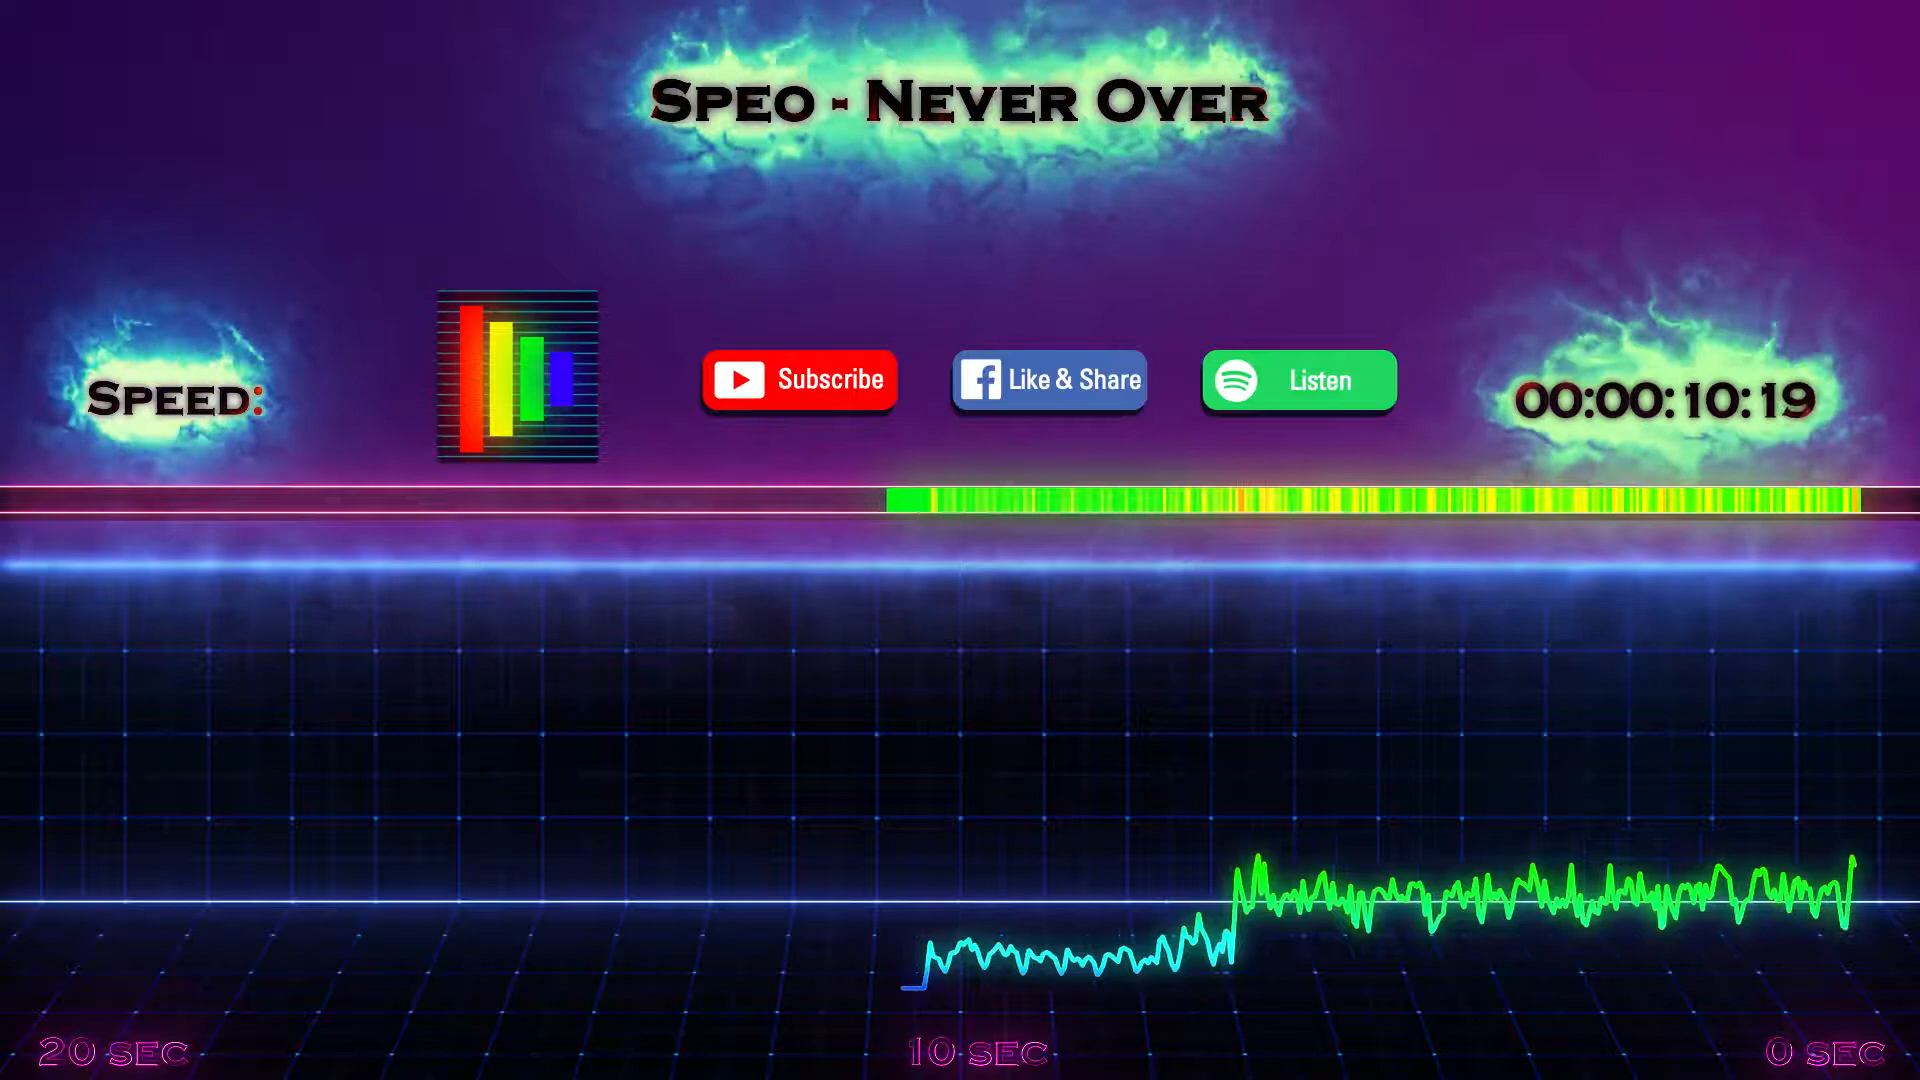 Speo - Never Over
Speed:
Subscribe
Like & Share
Listen
00:00:10:19
20 sec
10 sec
0 sec